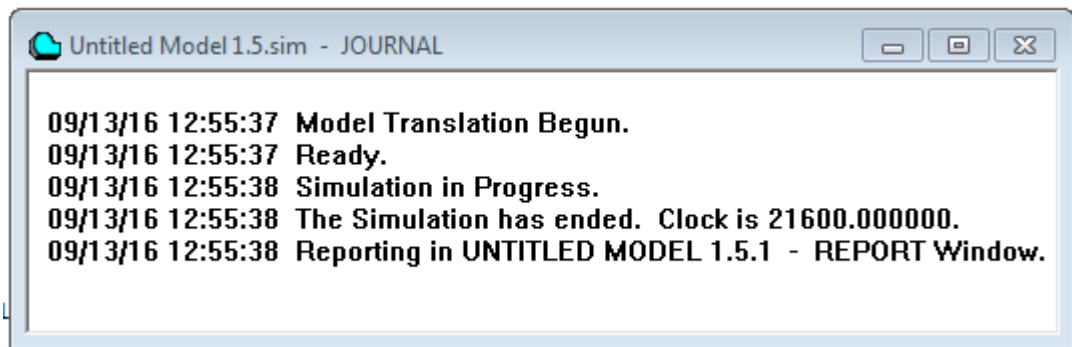 Untitled Model 1.5.sim - JOURNAL
09/13/16 12:55:37 Model Translation Begun.
09/13/16 12:55:37 Ready.
09/13/16 12:55:38 Simulation in Progress.
09/13/16 12:55:38 The Simulation has ended. Clock is 21600.000000.
09/13/16 12:55:38 Reporting in UNTITLED MODEL 1.5.1 - REPORT Window.